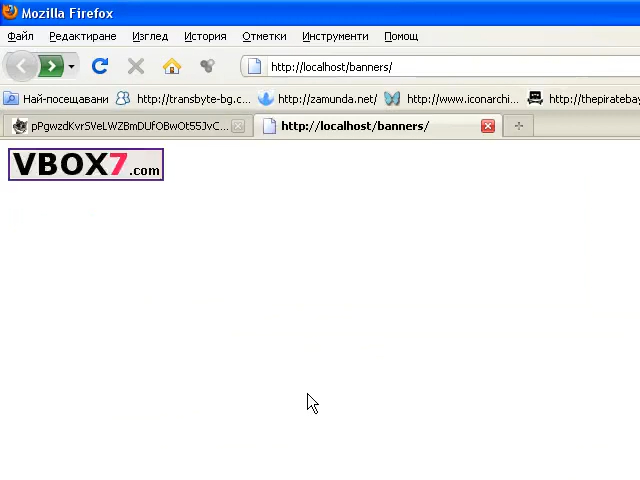 Mozilla Firefox
Файл Редактиране Изглед История Отметки Инструменти Помощ
http://localhost/banners/
Най-посещавани http://transbyte-bg.c... http://zamunda.net/ http://www.iconarchi... http://thepiratebay
pPgwzdKvrSVeLWZBmDUfOBwOt55JvC... http://localhost/banners/
VBOX7.com